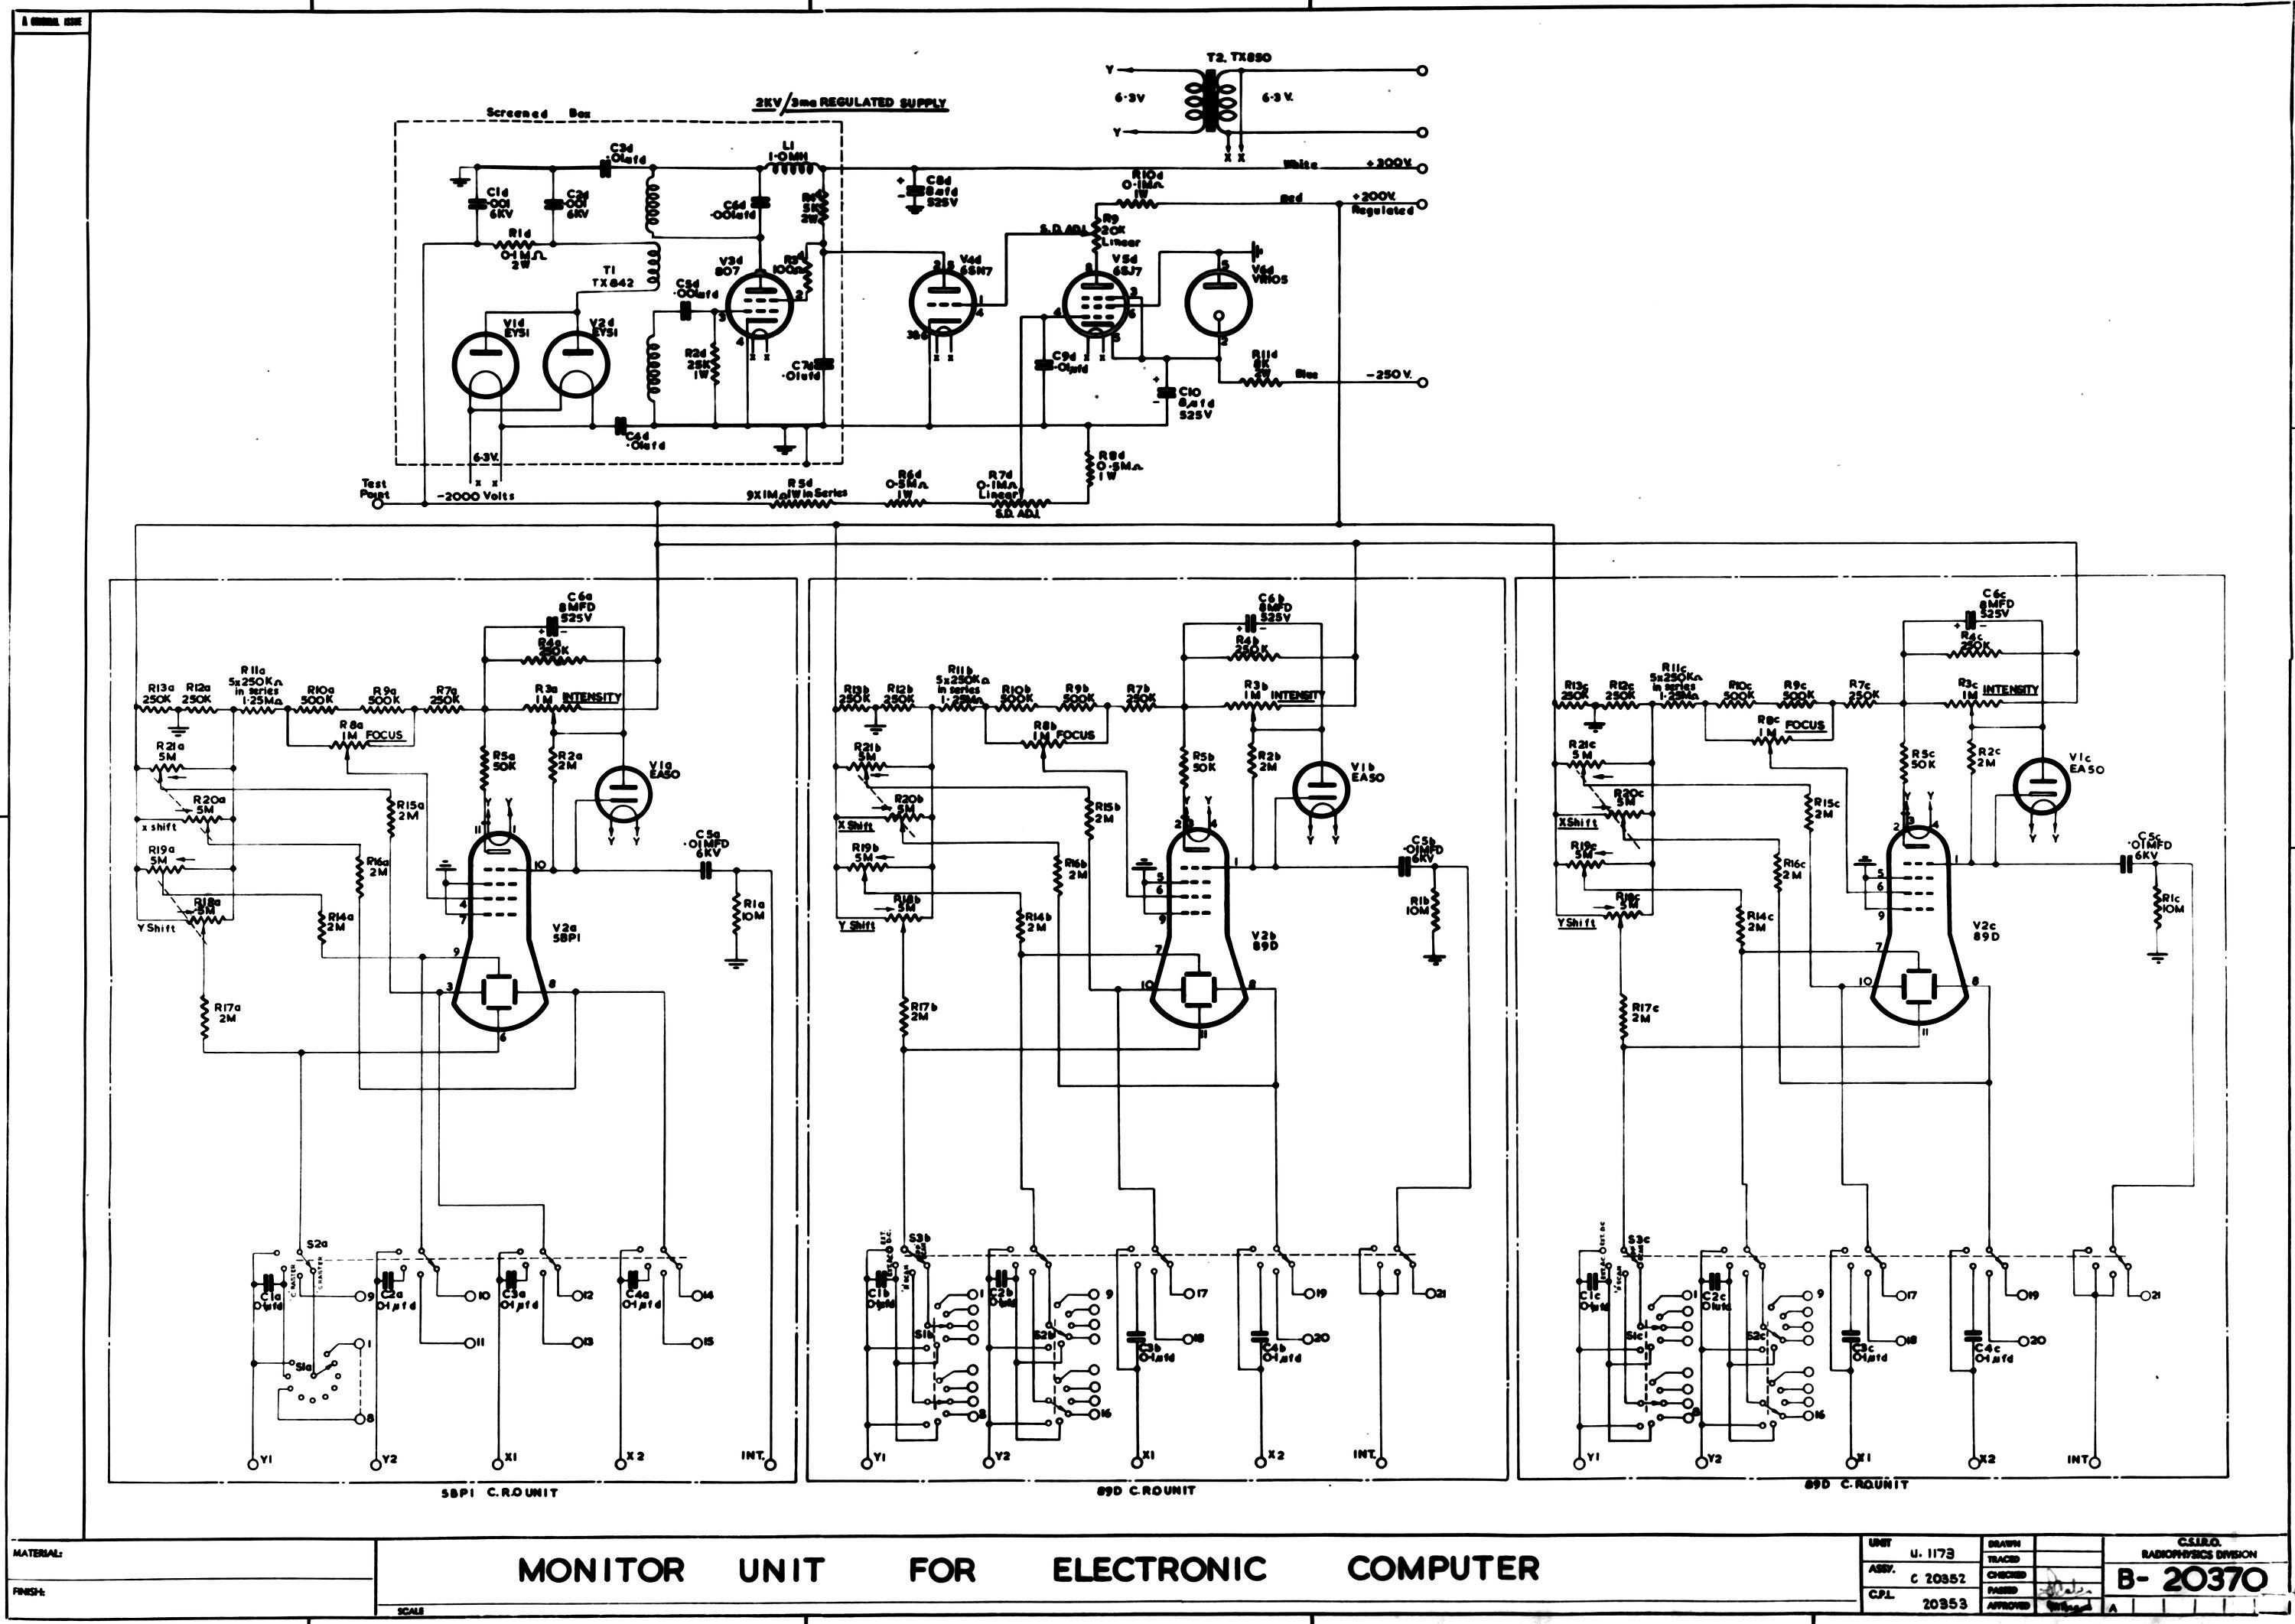 A ORIGINAL ISSUE
T2. TX850
Y
6·3V
6·3 V.
Y
X X
2KV/3ma REGULATED SUPPLY
Screened Box
C3d
·01ufd
L1
1·0MH
White
+300V.
C1d
·001
6KV
C2d
·001
6KV
C6d
·001ufd
5K
2W
C8d
8µfd
525V
R10d
0·1MΩ
1W
Red
+200V.
Regulated
R1d
0·1MΩ
2W
T1
TX842
S.D. ADJ.
R9
20K
Linear
V3d
807
100Ω
V4d
6SN7
V5d
6SJ7
V6d
VR105
C5d
·001ufd
V1d
EY51
V2d
EY51
R2d
25K
1W
C7d
·01ufd
C9d
·01µfd
C10
8µfd
525V
R11d
8K
2W
Blue
-250 V.
C4d
·01ufd
6·3V.
x x
R8d
0·5MΩ
1W
Test
Point
-2000 Volts
R5d
9X1MΩ1W in Series
R6d
0·5MΩ
1W
R7d
0·1MΩ
Linear
S.D. ADJ.
C6a
8MFD
525V
R4a
250K
R13a
250K
R12a
250K
R11a
5x250KΩ
in series
1·25MΩ
R10a
500K
R9a
500K
R7a
250K
R3a
1M
INTENSITY
R8a
1M
FOCUS
R21a
5M
R20a
5M
x shift
R19a
5M
R18a
5M
Y Shift
R5a
50K
R2a
2M
V1a
EA50
R15a
2M
R16a
2M
R14a
2M
R17a
2M
C5a
·01MFD
6KV
R1a
10M
V2a
5BP1
S2a
C1a
0·1µfd
C2a
0·1µfd
C3a
0·1µfd
C4a
0·1µfd
S1a
9
10
11
12
13
14
15
1
8
Y1
Y2
X1
X2
INT.
5BP1 C.R.O UNIT
C6b
8MFD
525V
R4b
250K
R13b
250K
R12b
250K
R11b
5x250KΩ
in series
1·25MΩ
R10b
500K
R9b
500K
R7b
250K
R3b
1M
INTENSITY
R8b
1M
FOCUS
R21b
5M
R20b
5M
X Shift
R19b
5M
R18b
5M
Y Shift
R5b
50K
R2b
2M
V1b
EA50
R15b
2M
R16b
2M
R14b
2M
R17b
2M
C5b
·01MFD
6KV
R1b
10M
V2b
89D
S3b
C1b
0·1µfd
C2b
0·1µfd
S1b
S2b
C3b
0·1µfd
C4b
0·1µfd
1
8
9
16
17
18
19
20
21
Y1
Y2
X1
X2
INT.
89D C.R.O UNIT
C6c
8MFD
525V
R4c
250K
R13c
250K
R12c
250K
R11c
5x250KΩ
in series
1·25MΩ
R10c
500K
R9c
500K
R7c
250K
R3c
1M
INTENSITY
R8c
1M
FOCUS
R21c
5M
R20c
5M
XShift
R19c
5M
R18c
5M
YShift
R5c
50K
R2c
2M
V1c
EA50
R15c
2M
R16c
2M
R14c
2M
R17c
2M
C5c
·01MFD
6KV
R1c
10M
V2c
89D
S3c
C1c
0·1µfd
C2c
0·1ufd
S1c
S2c
C3c
0·1µfd
C4c
0·1µfd
1
8
9
16
17
18
19
20
21
Y1
Y2
X1
X2
INT
89D C.R.O.UNIT
MATERIAL:
FINISH:
MONITOR UNIT FOR ELECTRONIC COMPUTER
SCALE
UNIT
u. 1173
ASSY.
C 20352
C.P.L.
20353
DRAWN
TRACED
CHECKED
PASSED
APPROVED
C.S.I.R.O.
RADIOPHYSICS DIVISION
B- 20370
A